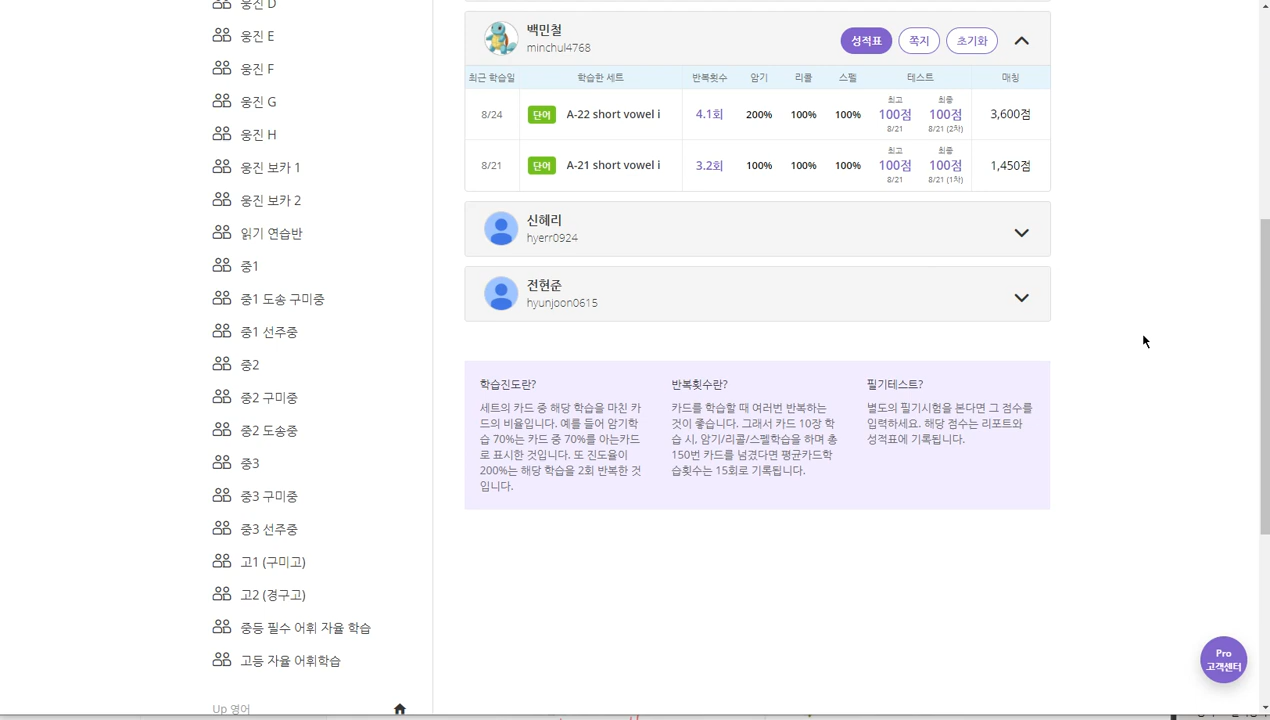 웅진 D
웅진 E
웅진 F
웅진 G
웅진 H
웅진 보카 1
웅진 보카 2
읽기 연습반
중1
중1 도송 구미중
중1 선주중
중2
중2 구미중
중2 도송중
중3
중3 구미중
중3 선주중
고1 (구미고)
고2 (경구고)
중등 필수 어휘 자율 학습
고등 자율 어휘학습
Up 영어
백민철
minchul4768
성적표 쪽지 초기화
최근 학습일 학습한 세트 반복횟수 암기 리콜 스펠 테스트 매칭
최고 최종
8/24 단어 A-22 short vowel i 4.1회 200% 100% 100% 100점 100점 3,600점
8/21 8/21 (2차)
최고 최종
8/21 단어 A-21 short vowel i 3.2회 100% 100% 100% 100점 100점 1,450점
8/21 8/21 (1차)
신혜리
hyerr0924
전현준
hyunjoon0615
학습진도란?
세트의 카드 중 해당 학습을 마친 카
드의 비율입니다. 예를 들어 암기학
습 70%는 카드 중 70%를 아는카드
로 표시한 것입니다. 또 진도율이
200%는 해당 학습을 2회 반복한 것
입니다.
반복횟수란?
카드를 학습할 때 여러번 반복하는
것이 좋습니다. 그래서 카드 10장 학
습 시, 암기/리콜/스펠학습을 하며 총
150번 카드를 넘겼다면 평균카드학
습횟수는 15회로 기록됩니다.
필기테스트?
별도의 필기시험을 본다면 그 점수를
입력하세요. 해당 점수는 리포트와
성적표에 기록됩니다.
Pro
고객센터